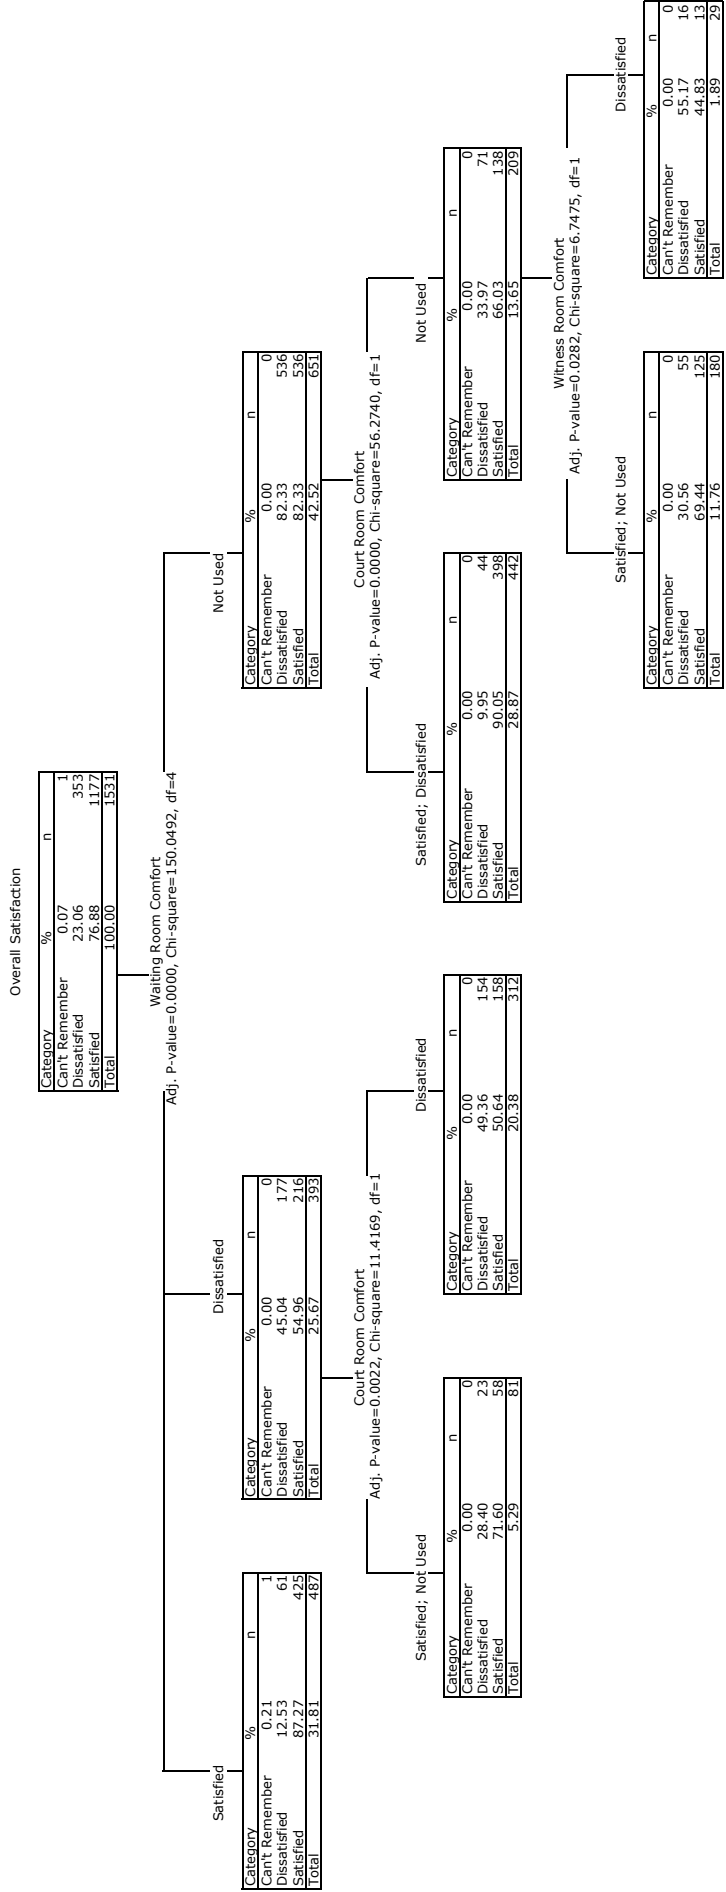 Overall Satisfaction
Category % n
Can't Remember 0.07 1
Dissatisfied 23.06 353
Satisfied 76.88 1177
Total 100.00 1531
Waiting Room Comfort
Adj. P-value=0.0000, Chi-square=150.0492, df=4
Satisfied
Category % n
Can't Remember 0.21 1
Dissatisfied 12.53 61
Satisfied 87.27 425
Total 31.81 487
Dissatisfied
Category % n
Can't Remember 0.00 0
Dissatisfied 45.04 177
Satisfied 54.96 216
Total 25.67 393
Not Used
Category % n
Can't Remember 0.00 0
Dissatisfied 82.33 536
Satisfied 82.33 536
Total 42.52 651
Court Room Comfort
Adj. P-value=0.0022, Chi-square=11.4169, df=1
Court Room Comfort
Adj. P-value=0.0000, Chi-square=56.2740, df=1
Satisfied; Not Used
Category % n
Can't Remember 0.00 0
Dissatisfied 28.40 23
Satisfied 71.60 58
Total 5.29 81
Dissatisfied
Category % n
Can't Remember 0.00 0
Dissatisfied 49.36 154
Satisfied 50.64 158
Total 20.38 312
Satisfied; Dissatisfied
Category % n
Can't Remember 0.00 0
Dissatisfied 9.95 44
Satisfied 90.05 398
Total 28.87 442
Not Used
Category % n
Can't Remember 0.00 0
Dissatisfied 33.97 71
Satisfied 66.03 138
Total 13.65 209
Witness Room Comfort
Adj. P-value=0.0282, Chi-square=6.7475, df=1
Satisfied; Not Used
Category % n
Can't Remember 0.00 0
Dissatisfied 30.56 55
Satisfied 69.44 125
Total 11.76 180
Dissatisfied
Category % n
Can't Remember 0.00 0
Dissatisfied 55.17 16
Satisfied 44.83 13
Total 1.89 29